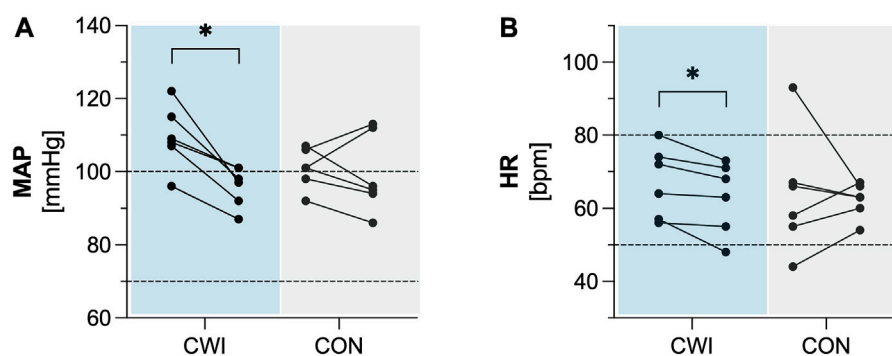 A
MAP
[mmHg]
140
120
100
80
60
*
CWI
CON
B
HR
[bpm]
100
80
60
40
*
CWI
CON